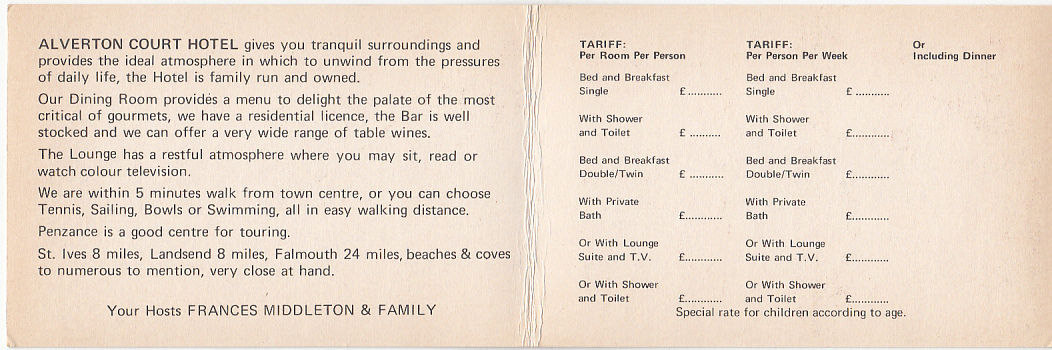 ALVERTON COURT HOTEL gives you tranquil surroundings and
provides the ideal atmosphere in which to unwind from the pressures
of daily life, the Hotel is family run and owned.
Our Dining Room provides a menu to delight the palate of the most
critical of gourmets, we have a residential licence, the Bar is well
stocked and we can offer a very wide range of table wines.
The Lounge has a restful atmosphere where you may sit, read or
watch colour television.
We are within 5 minutes walk from town centre, or you can choose
Tennis, Sailing, Bowls or Swimming, all in easy walking distance.
Penzance is a good centre for touring.
St. Ives 8 miles, Landsend 8 miles, Falmouth 24 miles, beaches & coves
to numerous to mention, very close at hand.
Your Hosts FRANCES MIDDLETON & FAMILY
TARIFF:
Per Room Per Person
Bed and Breakfast
Single £...........
With Shower
and Toilet £ ..........
Bed and Breakfast
Double/Twin £ ...........
With Private
Bath £............
Or With Lounge
Suite and T.V. £............
Or With Shower
and Toilet £............
TARIFF:
Per Person Per Week
Bed and Breakfast
Single £ ...........
With Shower
and Toilet £............
Bed and Breakfast
Double/Twin £............
With Private
Bath £............
Or With Lounge
Suite and T.V. £............
Or With Shower
and Toilet £............
Or
Including Dinner
Special rate for children according to age.